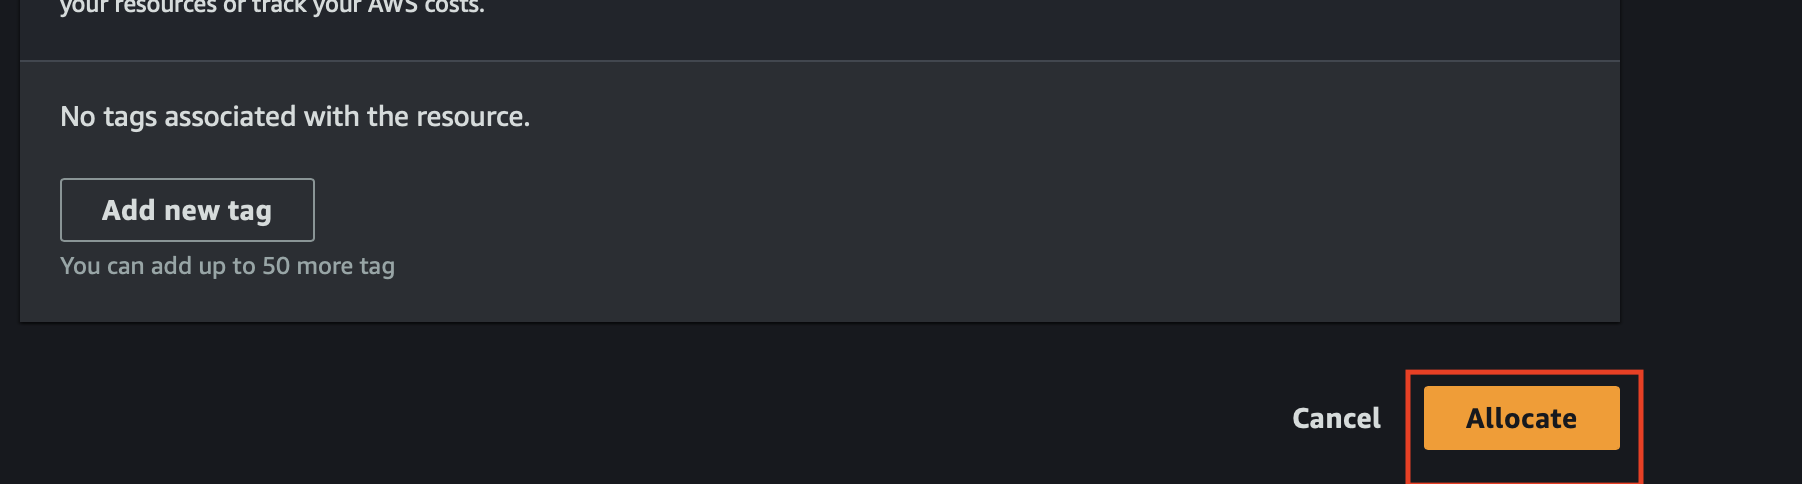 your resources or track your AWS costs.
No tags associated with the resource.
Add new tag
You can add up to 50 more tag
Cancel
Allocate